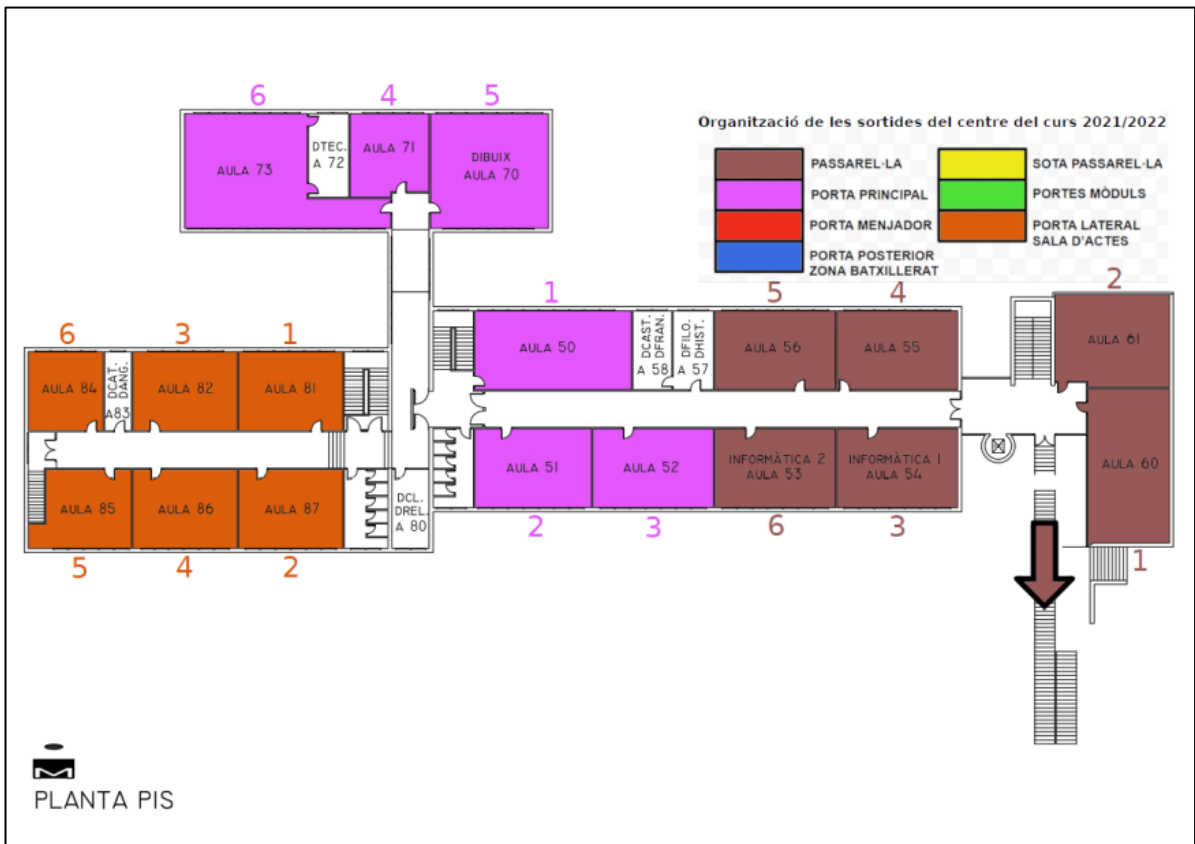 6
4
5
AULA 73
DTEC.
A 72
AULA 71
DIBUIX
AULA 70
Organització de les sortides del centre del curs 2021/2022
PASSAREL·LA
PORTA PRINCIPAL
PORTA MENJADOR
PORTA POSTERIOR
ZONA BATXILLERAT
SOTA PASSAREL·LA
PORTES MÒDULS
PORTA LATERAL
SALA D'ACTES
1
5
4
2
AULA 50
DCAST.
DFRAN.
A 58
DFILO.
DHIST.
A 57
AULA 56
AULA 55
AULA 61
6
3
1
AULA 84
DCAT.
DANG.
A83
AULA 82
AULA 81
AULA 51
AULA 52
INFORMÀTICA 2
AULA 53
INFORMÀTICA 1
AULA 54
AULA 60
AULA 85
AULA 86
AULA 87
DCL.
DREL.
A 80
2
3
6
3
1
5
4
2
PLANTA PIS